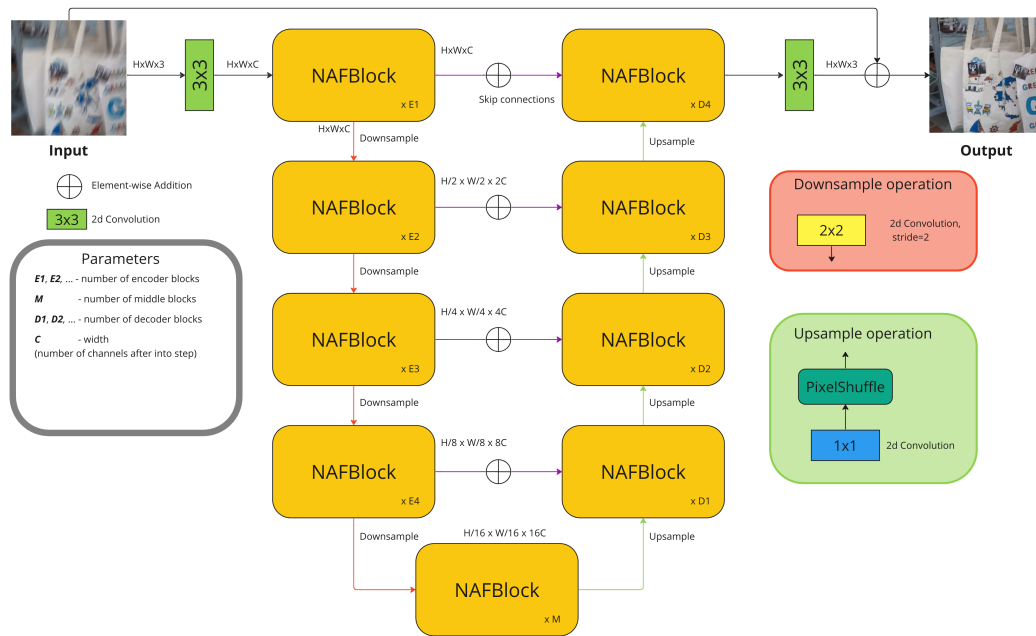 HxWx3
3x3
HxWxC
NAFBlock
x E1
HxWxC
Skip connections
NAFBlock
x D4
3x3
HxWx3
Input
Output
HxWxC
Downsample
Upsample
Element-wise Addition
3x3
2d Convolution
NAFBlock
x E2
H/2 x W/2 x 2C
NAFBlock
x D3
Downsample operation
2x2
2d Convolution,
stride=2
Parameters
E1, E2, ... - number of encoder blocks
M - number of middle blocks
D1, D2, ... - number of decoder blocks
C - width
(number of channels after into step)
Downsample
Upsample
NAFBlock
x E3
H/4 x W/4 x 4C
NAFBlock
x D2
Upsample operation
PixelShuffle
1x1
2d Convolution
Downsample
Upsample
NAFBlock
x E4
H/8 x W/8 x 8C
NAFBlock
x D1
Downsample
Upsample
H/16 x W/16 x 16C
NAFBlock
x M